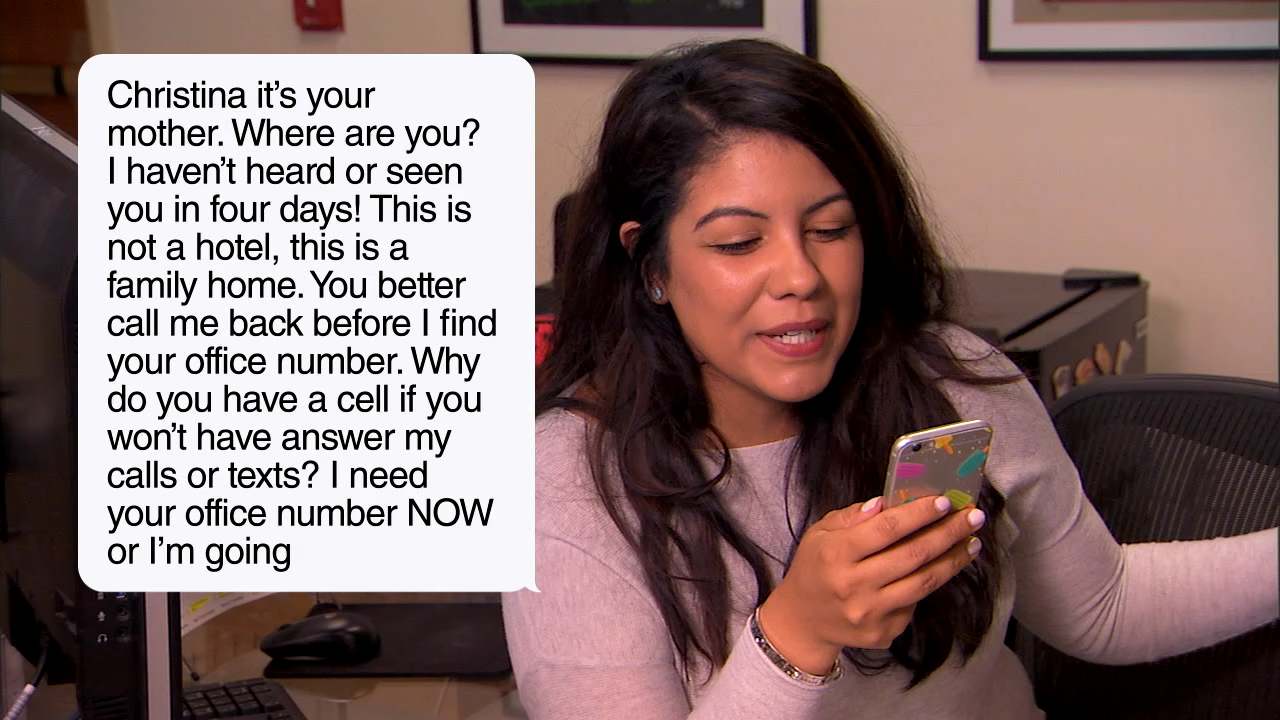 Christina it's your
mother. Where are you?
I haven't heard or seen
you in four days! This is
not a hotel, this is a
family home. You better
call me back before I find
your office number. Why
do you have a cell if you
won't have answer my
calls or texts? I need
your office number NOW
or I'm going